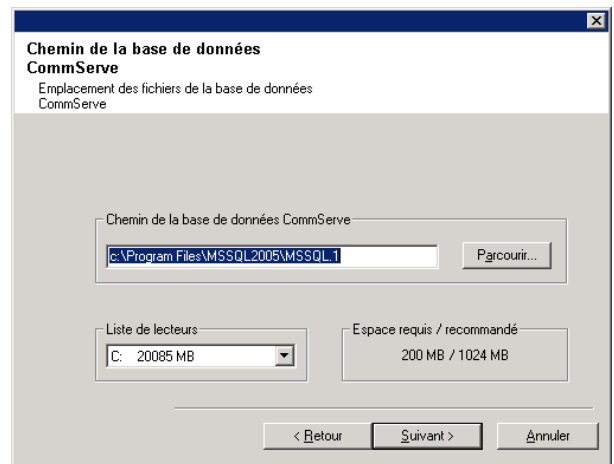 Chemin de la base de données
CommServe
Emplacement des fichiers de la base de données
CommServe
Chemin de la base de données CommServe
c:\Program Files\MSSQL2005\MSSQL.1
Parcourir...
Liste de lecteurs
C: 20085 MB
Espace requis / recommandé
200 MB / 1024 MB
< Retour
Suivant >
Annuler